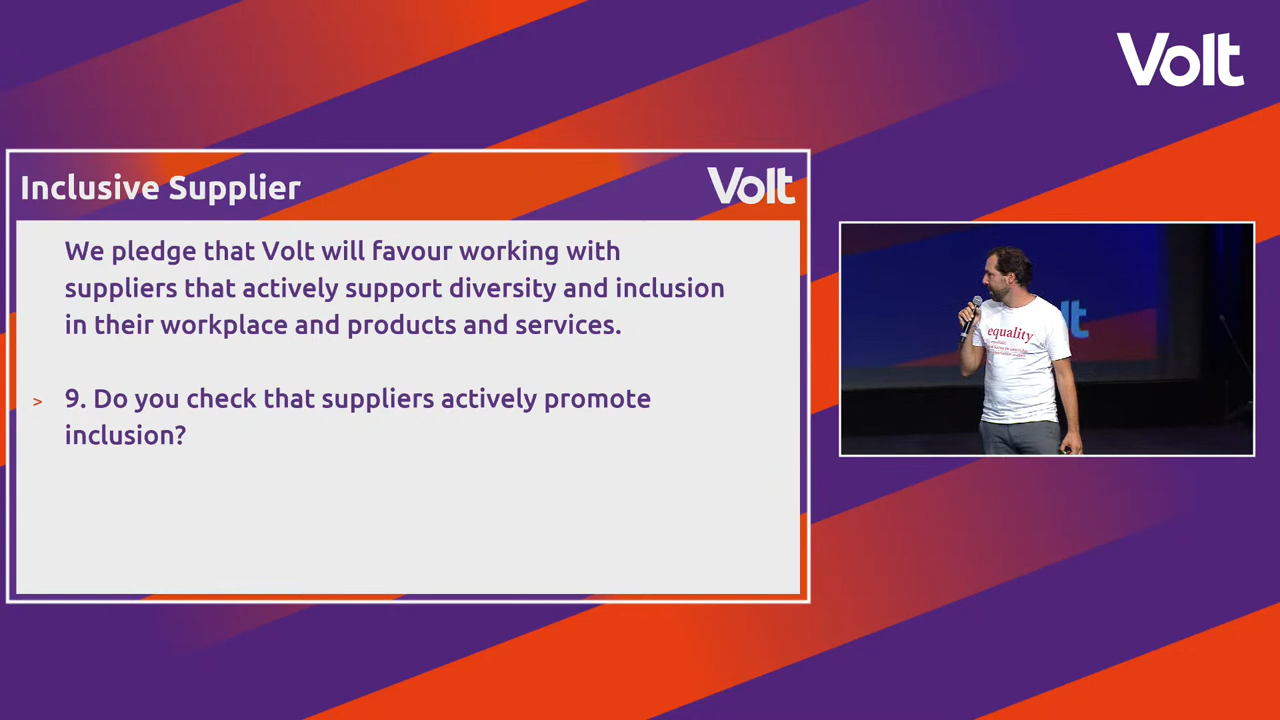 Volt
Inclusive Supplier
Volt
We pledge that Volt will favour working with
suppliers that actively support diversity and inclusion
in their workplace and products and services.
> 9. Do you check that suppliers actively promote
inclusion?
equality
lt